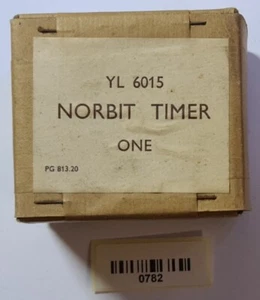 YL 6015
NORBIT TIMER
ONE
PG 813.20
0782